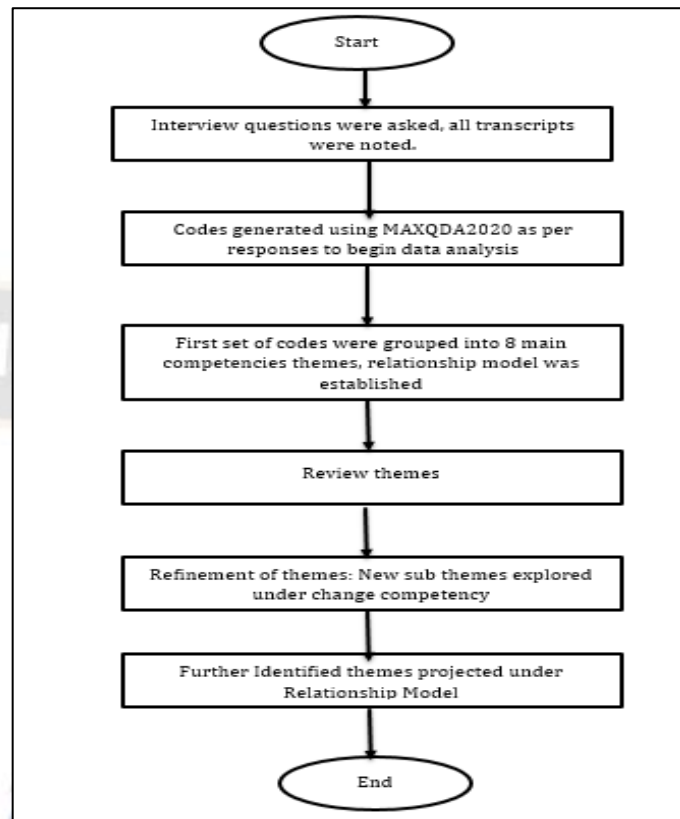 Start
Interview questions were asked, all transcripts
were noted.
Codes generated using MAXQDA2020 as per
responses to begin data analysis
First set of codes were grouped into 8 main
competencies themes, relationship model was
established
Review themes
Refinement of themes: New sub themes explored
under change competency
Further Identified themes projected under
Relationship Model
End